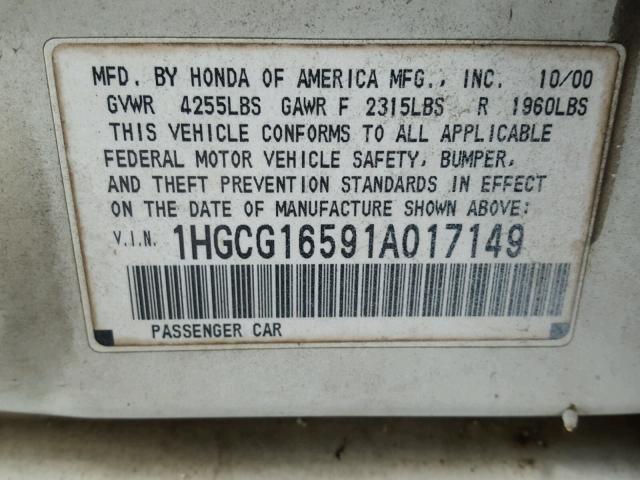 MFD. BY HONDA OF AMERICA MFG., INC. 10/00
GVWR 4255LBS GAWR F 2315LBS R 1960LBS
THIS VEHICLE CONFORMS TO ALL APPLICABLE
FEDERAL MOTOR VEHICLE SAFETY, BUMPER,
AND THEFT PREVENTION STANDARDS IN EFFECT
ON THE DATE OF MANUFACTURE SHOWN ABOVE:
V.I.N. 1HGCG16591A017149
PASSENGER CAR